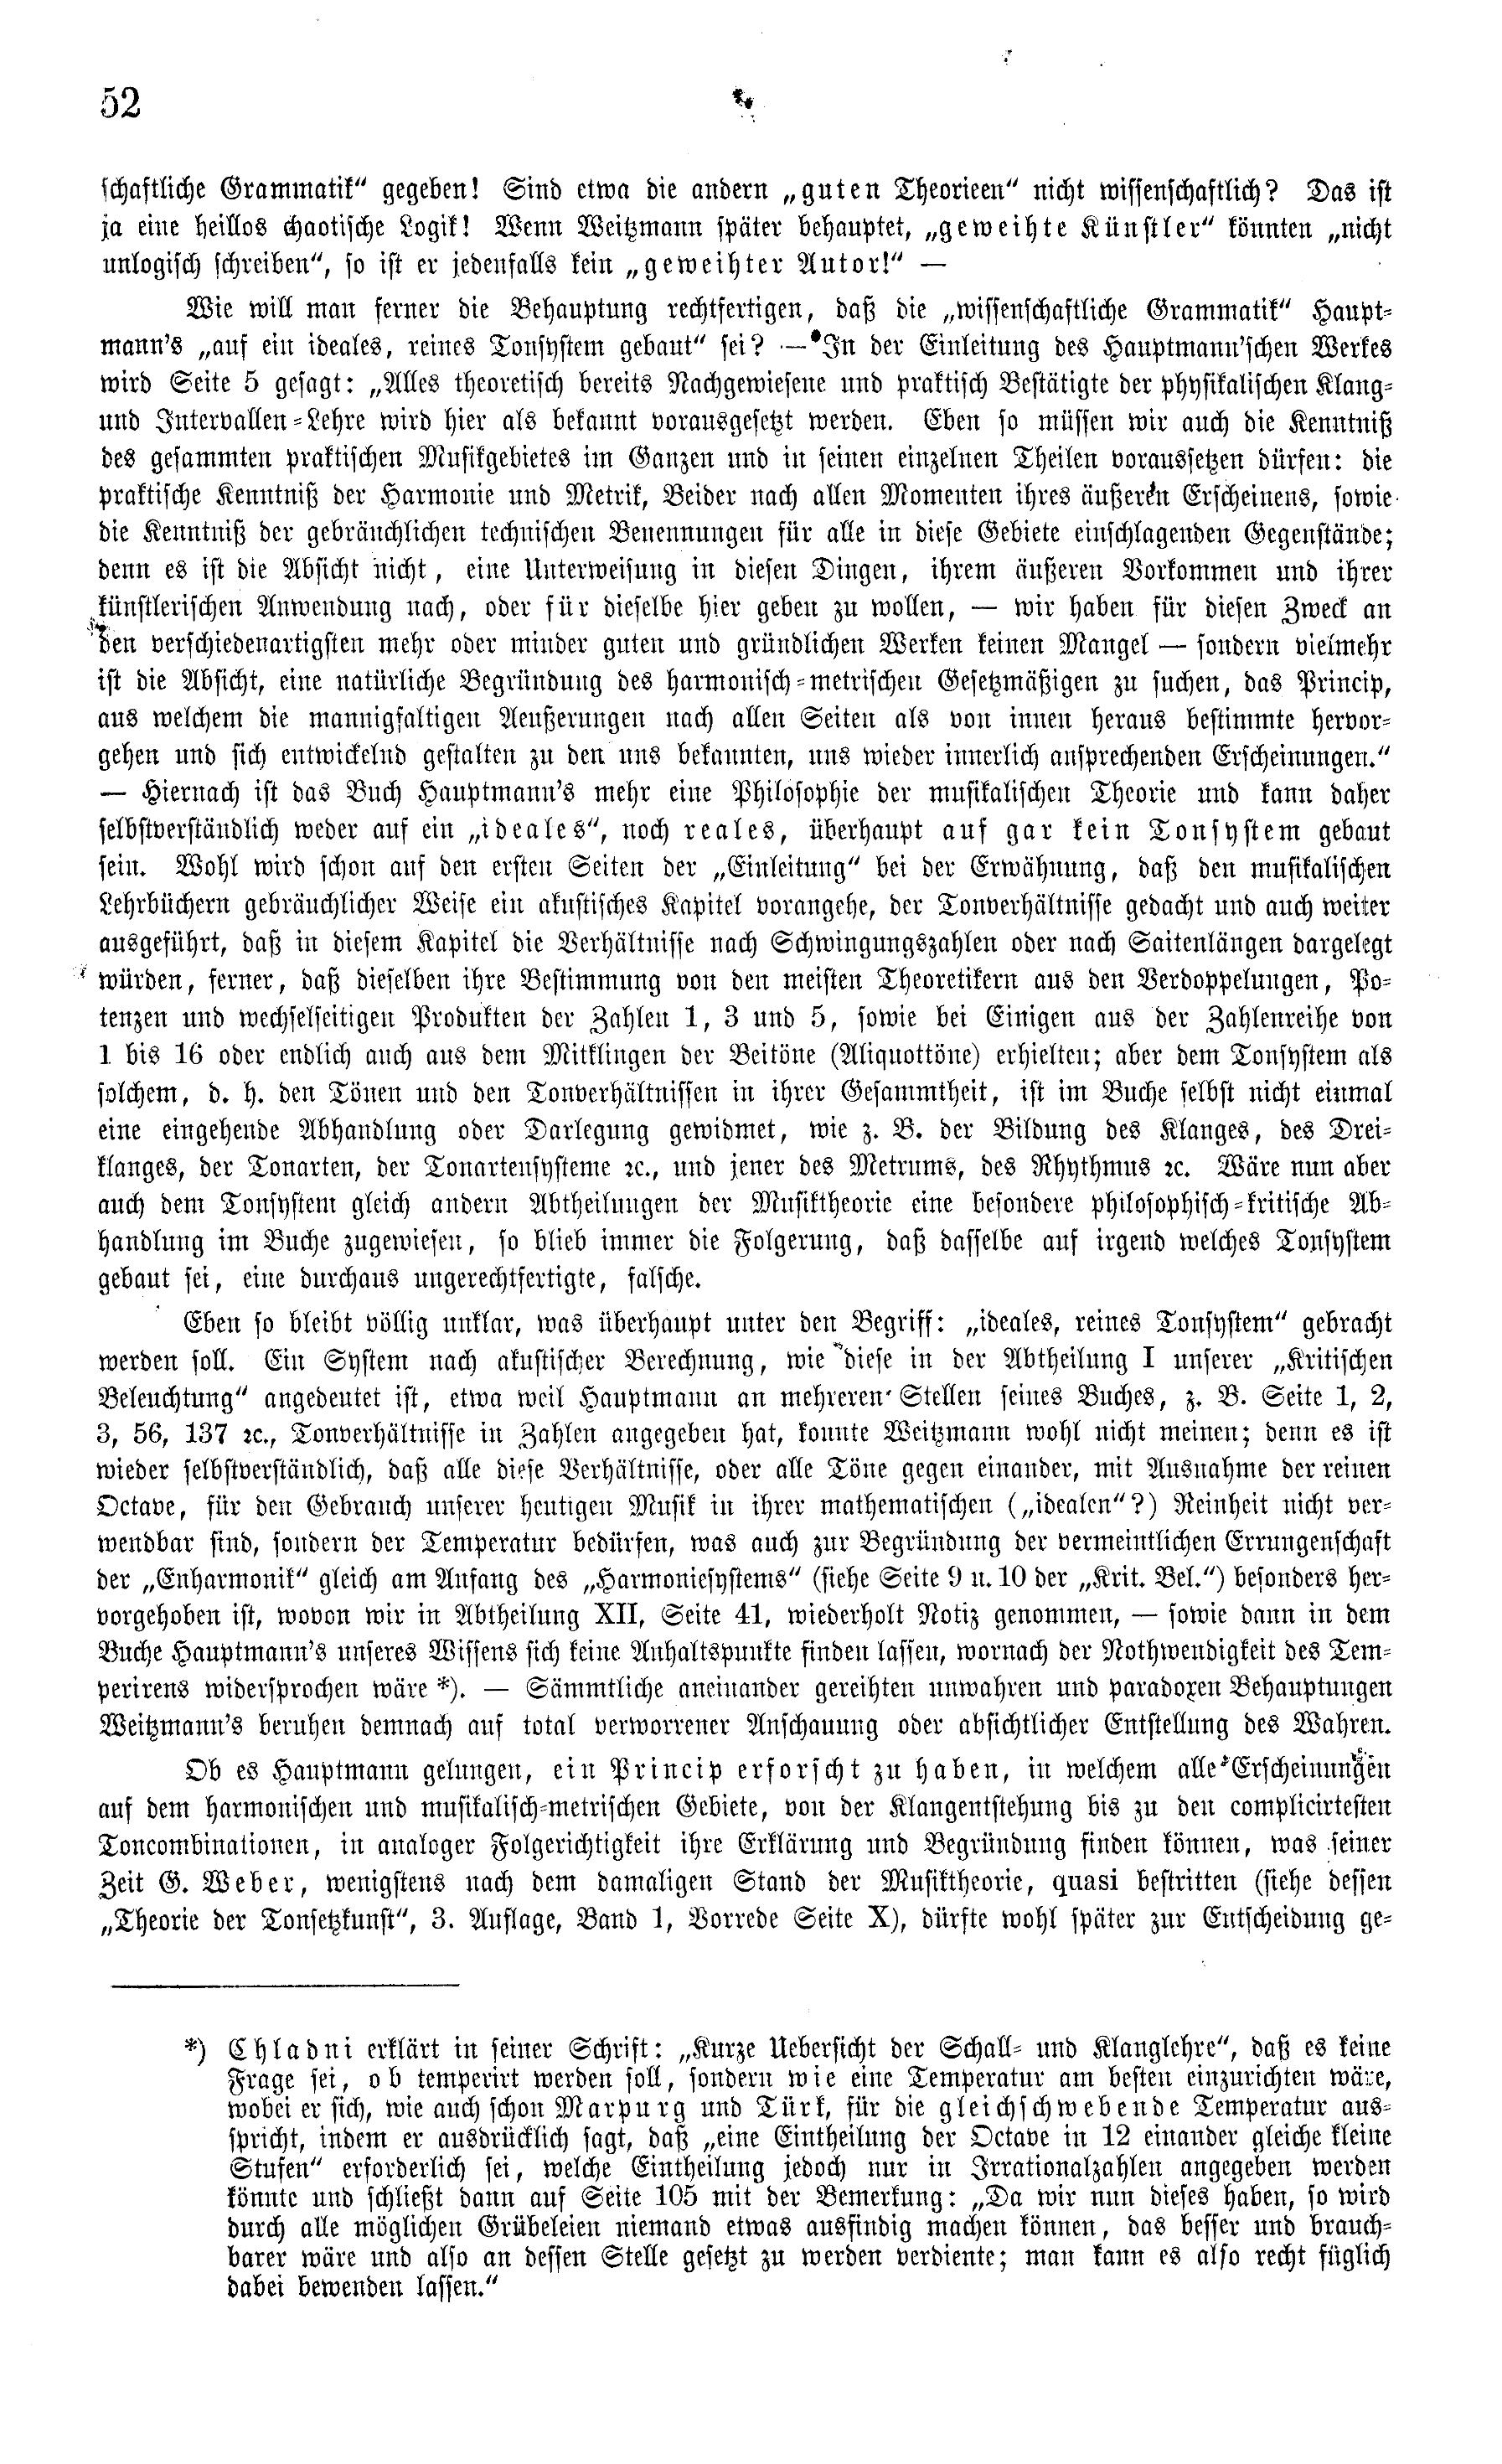 52
schaftliche Grammatik“ gegeben! Sind etwa die andern „guten Theorieen“ nicht wissenschaftlich? Das ist
ja eine heillos chaotische Logik! Wenn Weitzmann später behauptet, „geweihte Künstler“ könnten „nicht
unlogisch schreiben“, so ist er jedenfalls kein „geweihter Autor!“ —
Wie will man ferner die Behauptung rechtfertigen, daß die „wissenschaftliche Grammatik“ Haupt-
mann's „auf ein ideales, reines Tonsystem gebaut“ sei? — In der Einleitung des Hauptmann'schen Werkes
wird Seite 5 gesagt: „Alles theoretisch bereits Nachgewiesene und praktisch Bestätigte der physikalischen Klang-
und Intervallen-Lehre wird hier als bekannt vorausgesetzt werden. Eben so müssen wir auch die Kenntniß
des gesammten praktischen Musikgebietes im Ganzen und in seinen einzelnen Theilen voraussetzen dürfen: die
praktische Kenntniß der Harmonie und Metrik, Beider nach allen Momenten ihres äußeren Erscheinens, sowie
die Kenntniß der gebräuchlichen technischen Benennungen für alle in diese Gebiete einschlagenden Gegenstände;
denn es ist die Absicht nicht, eine Unterweisung in diesen Dingen, ihrem äußeren Vorkommen und ihrer
künstlerischen Anwendung nach, oder für dieselbe hier geben zu wollen, — wir haben für diesen Zweck an
den verschiedenartigsten mehr oder minder guten und gründlichen Werken keinen Mangel — sondern vielmehr
ist die Absicht, eine natürliche Begründung des harmonisch-metrischen Gesetzmäßigen zu suchen, das Princip,
aus welchem die mannigfaltigen Aeußerungen nach allen Seiten als von innen heraus bestimmte hervor-
gehen und sich entwickelnd gestalten zu den uns bekannten, uns wieder innerlich ansprechenden Erscheinungen.“
— Hiernach ist das Buch Hauptmann's mehr eine Philosophie der musikalischen Theorie und kann daher
selbstverständlich weder auf ein „ideales“, noch reales, überhaupt auf gar kein Tonsystem gebaut
sein. Wohl wird schon auf den ersten Seiten der „Einleitung“ bei der Erwähnung, daß den musikalischen
Lehrbüchern gebräuchlicher Weise ein akustisches Kapitel vorangehe, der Tonverhältnisse gedacht und auch weiter
ausgeführt, daß in diesem Kapitel die Verhältnisse nach Schwingungszahlen oder nach Saitenlängen dargelegt
würden, ferner, daß dieselben ihre Bestimmung von den meisten Theoretikern aus den Verdoppelungen, Po-
tenzen und wechselseitigen Produkten der Zahlen 1, 3 und 5, sowie bei Einigen aus der Zahlenreihe von
1 bis 16 oder endlich auch aus dem Mitklingen der Beitöne (Aliquottöne) erhielten; aber dem Tonsystem als
solchem, d. h. den Tönen und den Tonverhältnissen in ihrer Gesammtheit, ist im Buche selbst nicht einmal
eine eingehende Abhandlung oder Darlegung gewidmet, wie z. B. der Bildung des Klanges, des Drei-
klanges, der Tonarten, der Tonartensysteme ꝛc., und jener des Metrums, des Rhythmus ꝛc. Wäre nun aber
auch dem Tonsystem gleich andern Abtheilungen der Musiktheorie eine besondere philosophisch-kritische Ab-
handlung im Buche zugewiesen, so blieb immer die Folgerung, daß dasselbe auf irgend welches Tonsystem
gebaut sei, eine durchaus ungerechtfertigte, falsche.
Eben so bleibt völlig unklar, was überhaupt unter den Begriff: „ideales, reines Tonsystem“ gebracht
werden soll. Ein System nach akustischer Berechnung, wie diese in der Abtheilung I unserer „Kritischen
Beleuchtung“ angedeutet ist, etwa weil Hauptmann an mehreren Stellen seines Buches, z. B. Seite 1, 2,
3, 56, 137 ꝛc., Tonverhältnisse in Zahlen angegeben hat, konnte Weitzmann wohl nicht meinen; denn es ist
wieder selbstverständlich, daß alle diese Verhältnisse, oder alle Töne gegen einander, mit Ausnahme der reinen
Octave, für den Gebrauch unserer heutigen Musik in ihrer mathematischen („idealen“?) Reinheit nicht ver-
wendbar sind, sondern der Temperatur bedürfen, was auch zur Begründung der vermeintlichen Errungenschaft
der „Enharmonik“ gleich am Anfang des „Harmoniesystems“ (siehe Seite 9 u. 10 der „Krit. Bel.“) besonders her-
vorgehoben ist, wovon wir in Abtheilung XII, Seite 41, wiederholt Notiz genommen, — sowie dann in dem
Buche Hauptmann's unseres Wissens sich keine Anhaltspunkte finden lassen, wornach der Nothwendigkeit des Tem-
perirens widersprochen wäre *). — Sämmtliche aneinander gereihten unwahren und paradoxen Behauptungen
Weitzmann's beruhen demnach auf total verworrener Anschauung oder absichtlicher Entstellung des Wahren.
Ob es Hauptmann gelungen, ein Princip erforscht zu haben, in welchem alle Erscheinungen
auf dem harmonischen und musikalisch-metrischen Gebiete, von der Klangentstehung bis zu den complicirtesten
Toncombinationen, in analoger Folgerichtigkeit ihre Erklärung und Begründung finden können, was seiner
Zeit G. Weber, wenigstens nach dem damaligen Stand der Musiktheorie, quasi bestritten (siehe dessen
„Theorie der Tonsetzkunst“, 3. Auflage, Band 1, Vorrede Seite X), dürfte wohl später zur Entscheidung ge-
*) Chladni erklärt in seiner Schrift: „Kurze Uebersicht der Schall- und Klanglehre“, daß es keine
Frage sei, ob temperirt werden soll, sondern wie eine Temperatur am besten einzurichten wäre,
wobei er sich, wie auch schon Marpurg und Türk, für die gleichschwebende Temperatur aus-
spricht, indem er ausdrücklich sagt, daß „eine Eintheilung der Octave in 12 einander gleiche kleine
Stufen“ erforderlich sei, welche Eintheilung jedoch nur in Irrationalzahlen angegeben werden
könnte und schließt dann auf Seite 105 mit der Bemerkung: „Da wir nun dieses haben, so wird
durch alle möglichen Grübeleien niemand etwas ausfindig machen können, das besser und brauch-
barer wäre und also an dessen Stelle gesetzt zu werden verdiente; man kann es also recht füglich
dabei bewenden lassen.“